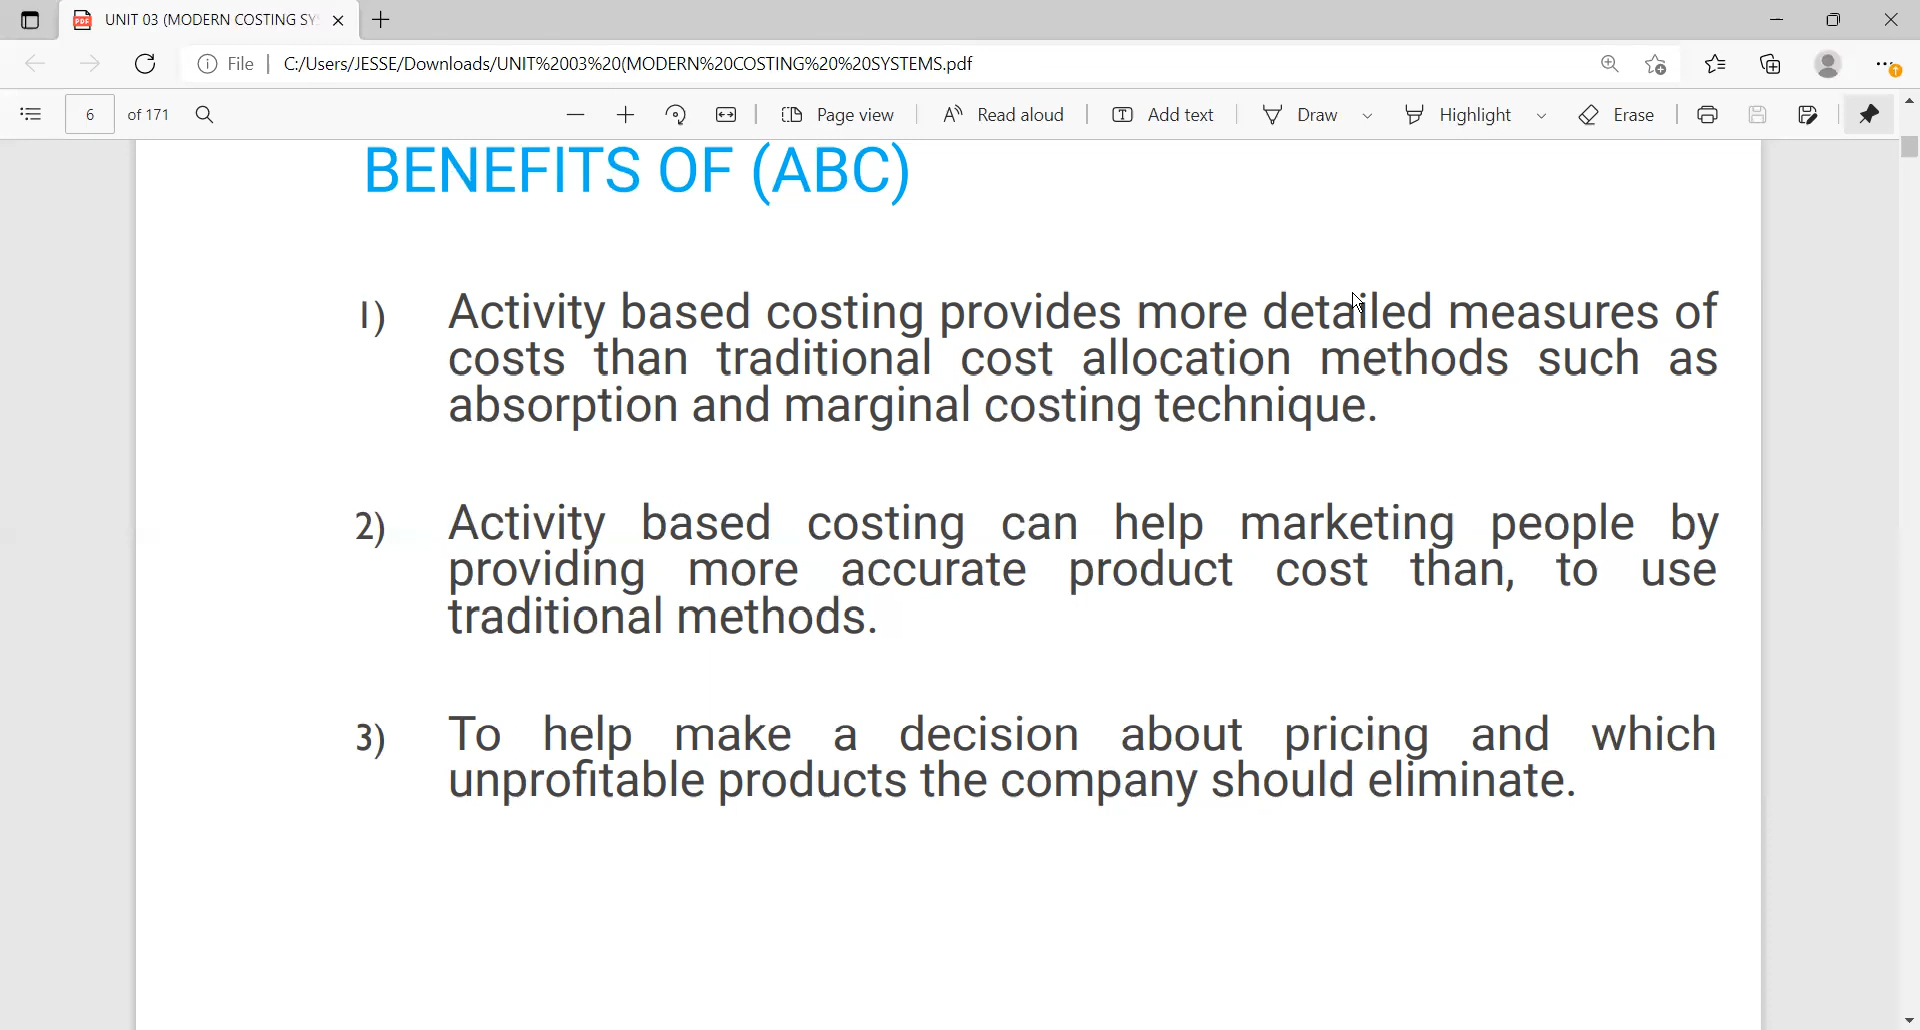 UNIT 03 (MODERN COSTING SY
File
C:/Users/JESSE/Downloads/UNIT%2003%20(MODERN%20COSTING%20%20SYSTEMS.pdf
6 of 171
Page view
Read aloud
Add text
Draw
Highlight
Erase
BENEFITS OF (ABC)
1) Activity based costing provides more detailed measures of
costs than traditional cost allocation methods such as
absorption and marginal costing technique.
2) Activity based costing can help marketing people by
providing more accurate product cost than, to use
traditional methods.
3) To help make a decision about pricing and which
unprofitable products the company should eliminate.